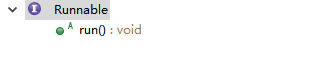 Runnable
run() : void